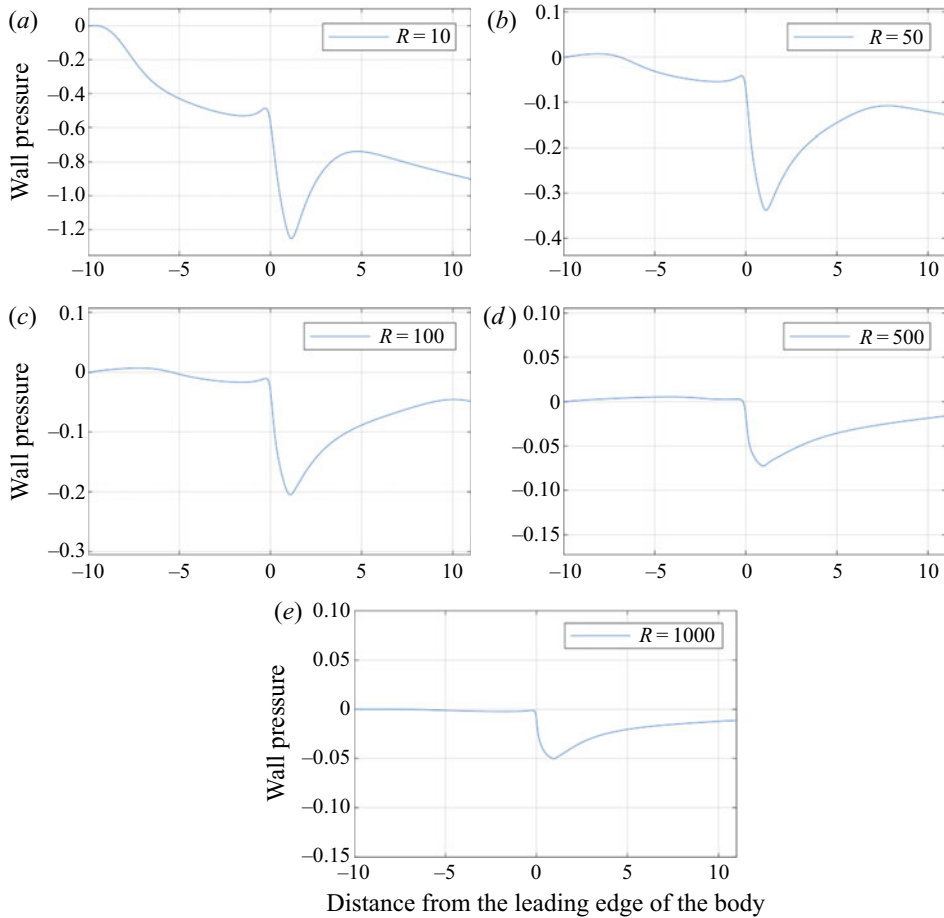 (a)
R = 10
0
–0.2
–0.4
–0.6
–0.8
–1.0
–1.2
Wall pressure
–10 –5 0 5 10
(b)
R = 50
0.1
0
–0.1
–0.2
–0.3
–0.4
–10 –5 0 5 10
(c)
R = 100
0.1
0
–0.1
–0.2
–0.3
Wall pressure
–10 –5 0 5 10
(d)
R = 500
0.10
0.05
0
–0.05
–0.10
–0.15
–10 –5 0 5 10
(e)
R = 1000
0.10
0.05
0
–0.05
–0.10
–0.15
Wall pressure
–10 –5 0 5 10
Distance from the leading edge of the body